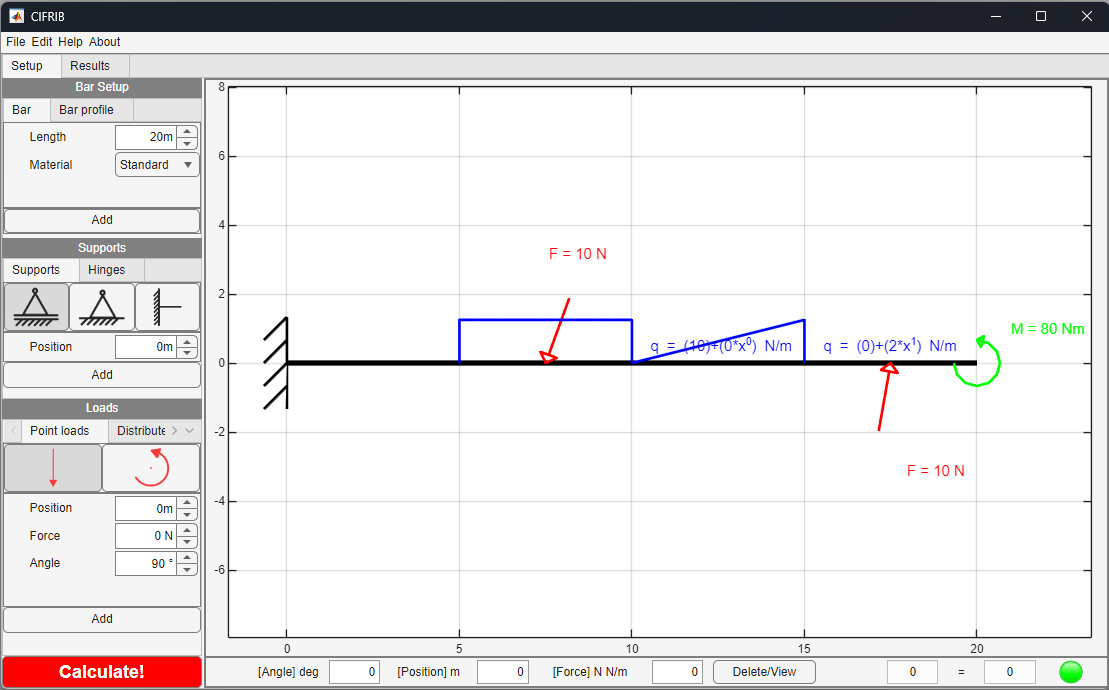 CIFRIB
File Edit Help About
Setup Results
Bar Setup
Bar Bar profile
Length 20m
Material Standard
Add
Supports
Supports Hinges
Position 0m
Add
Loads
Point loads Distribute
Position 0m
Force 0 N
Angle 90 °
Add
Calculate!
8
6
4
2
0
-2
-4
-6
0 5 10 15 20
F = 10 N
q = (10)+(0*x^0) N/m
q = (0)+(2*x^1) N/m
M = 80 Nm
F = 10 N
[Angle] deg 0 [Position] m 0 [Force] N N/m 0 Delete/View 0 = 0